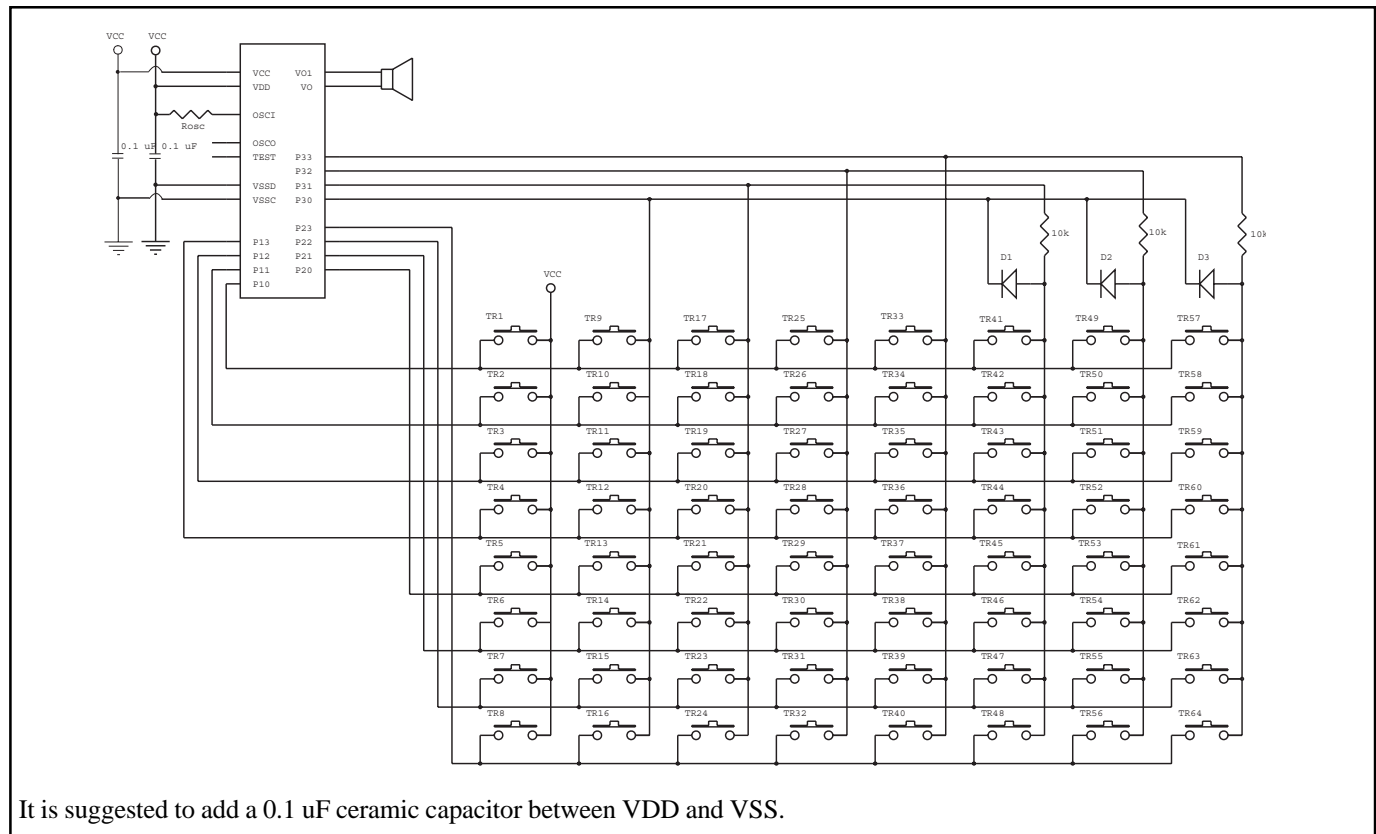 VCC VCC
VCC VO1
VDD VO
OSCI
Rosc
OSCO
0.1 uF 0.1 uF
TEST P33
P32
VSSD P31
VSSC P30
P23
P13 P22
P12 P21
P11 P20
P10
10k 10k 10k
D1 D2 D3
VCC
TR1 TR9 TR17 TR25 TR33 TR41 TR49 TR57
TR2 TR10 TR18 TR26 TR34 TR42 TR50 TR58
TR3 TR11 TR19 TR27 TR35 TR43 TR51 TR59
TR4 TR12 TR20 TR28 TR36 TR44 TR52 TR60
TR5 TR13 TR21 TR29 TR37 TR45 TR53 TR61
TR6 TR14 TR22 TR30 TR38 TR46 TR54 TR62
TR7 TR15 TR23 TR31 TR39 TR47 TR55 TR63
TR8 TR16 TR24 TR32 TR40 TR48 TR56 TR64
It is suggested to add a 0.1 uF ceramic capacitor between VDD and VSS.